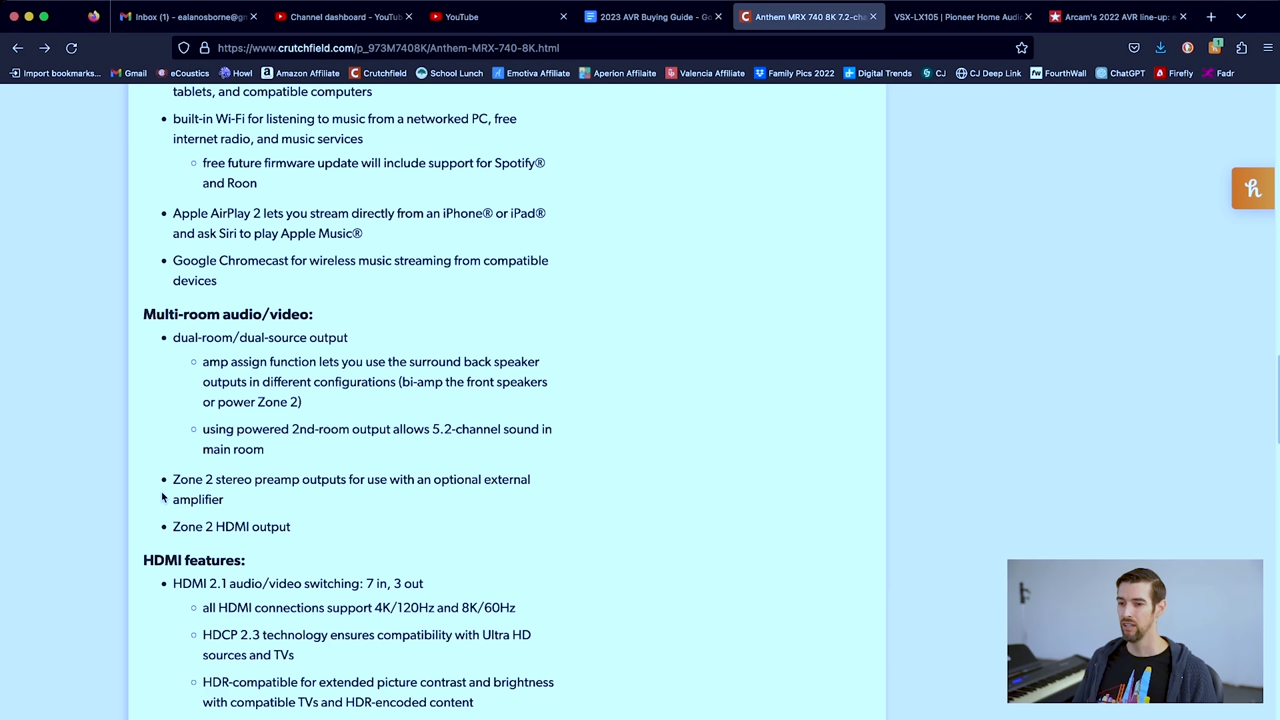 Inbox (1) - ealanosborne@gm
Channel dashboard - YouTub
YouTube
2023 AVR Buying Guide - Go
Anthem MRX 740 8K 7.2-cha
VSX-LX105 | Pioneer Home Audio
Arcam's 2022 AVR line-up: e
https://www.crutchfield.com/p_973M7408K/Anthem-MRX-740-8K.html
Import bookmarks...
Gmail
eCoustics
Howl
Amazon Affiliate
Crutchfield
School Lunch
Emotiva Affiliate
Aperion Affilaite
Valencia Affiliate
Family Pics 2022
Digital Trends
CJ
CJ Deep Link
FourthWall
ChatGPT
Firefly
Fadr
tablets, and compatible computers
built-in Wi-Fi for listening to music from a networked PC, free
internet radio, and music services
free future firmware update will include support for Spotify®
and Roon
Apple AirPlay 2 lets you stream directly from an iPhone® or iPad®
and ask Siri to play Apple Music®
Google Chromecast for wireless music streaming from compatible
devices
Multi-room audio/video:
dual-room/dual-source output
amp assign function lets you use the surround back speaker
outputs in different configurations (bi-amp the front speakers
or power Zone 2)
using powered 2nd-room output allows 5.2-channel sound in
main room
Zone 2 stereo preamp outputs for use with an optional external
amplifier
Zone 2 HDMI output
HDMI features:
HDMI 2.1 audio/video switching: 7 in, 3 out
all HDMI connections support 4K/120Hz and 8K/60Hz
HDCP 2.3 technology ensures compatibility with Ultra HD
sources and TVs
HDR-compatible for extended picture contrast and brightness
with compatible TVs and HDR-encoded content